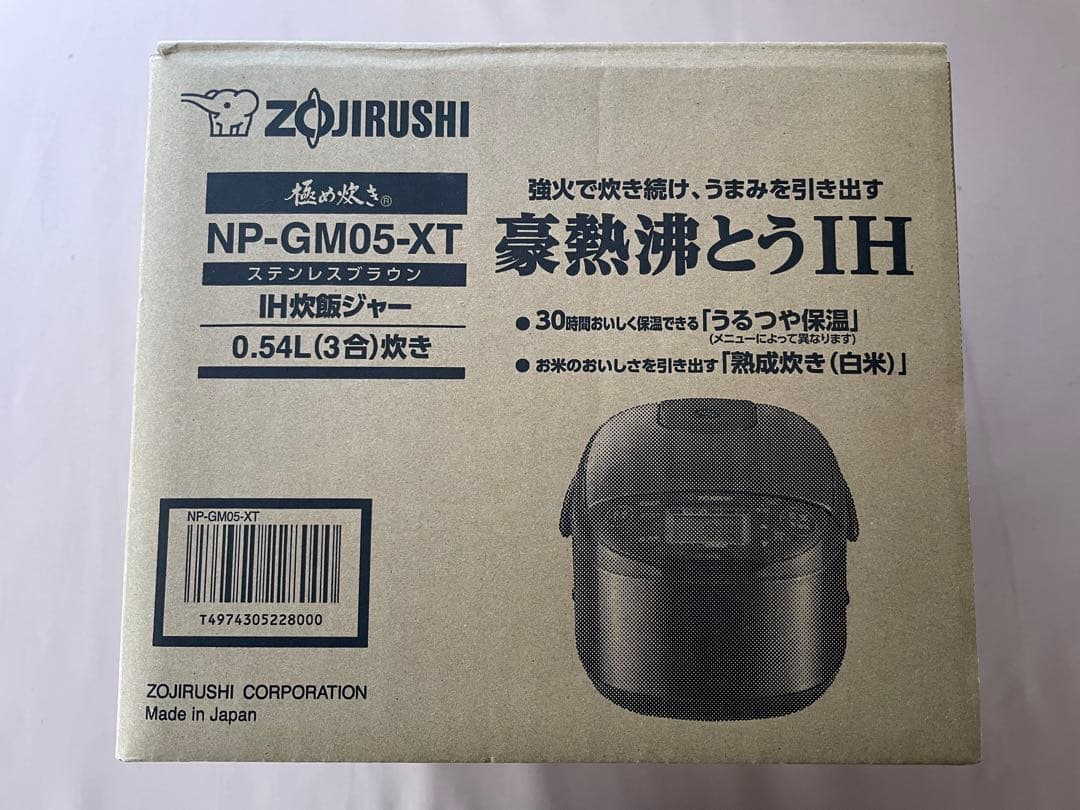 ZOJIRUSHI
極め炊き®
NP-GM05-XT
ステンレスブラウン
IH炊飯ジャー
0.54L(3合)炊き
強火で炊き続け、うまみを引き出す
豪熱沸とうIH
● 30時間おいしく保温できる「うるつや保温」
(メニューによって異なります)
● お米のおいしさを引き出す「熟成炊き(白米)」
NP-GM05-XT
T4974305228000
ZOJIRUSHI CORPORATION
Made in Japan